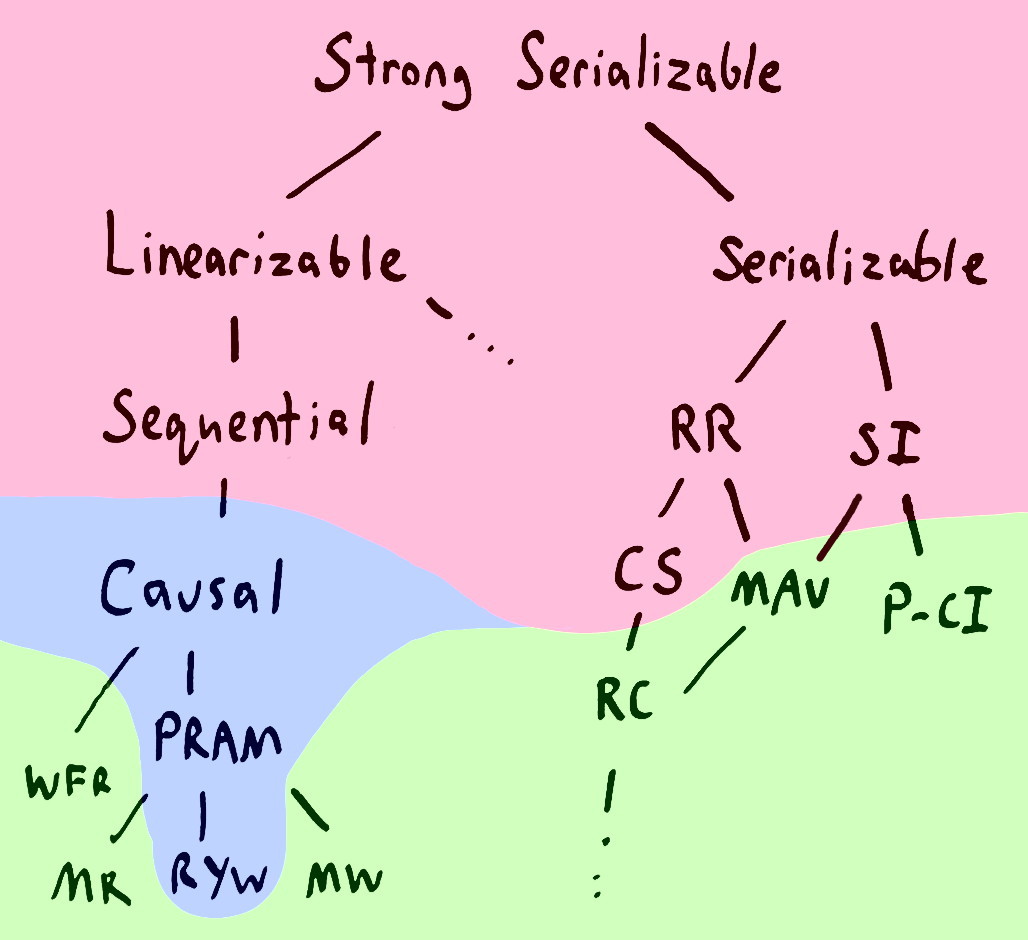 Strong Serializable
Linearizable
Serializable
...
Sequential
RR
SI
Causal
CS
MAV
P-CI
RC
PRAM
WFR
MR
RYW
MW